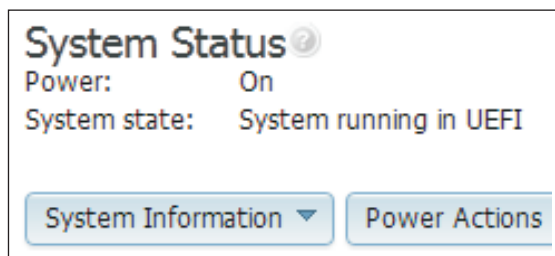 System Status
Power: On
System state: System running in UEFI
System Information Power Actions